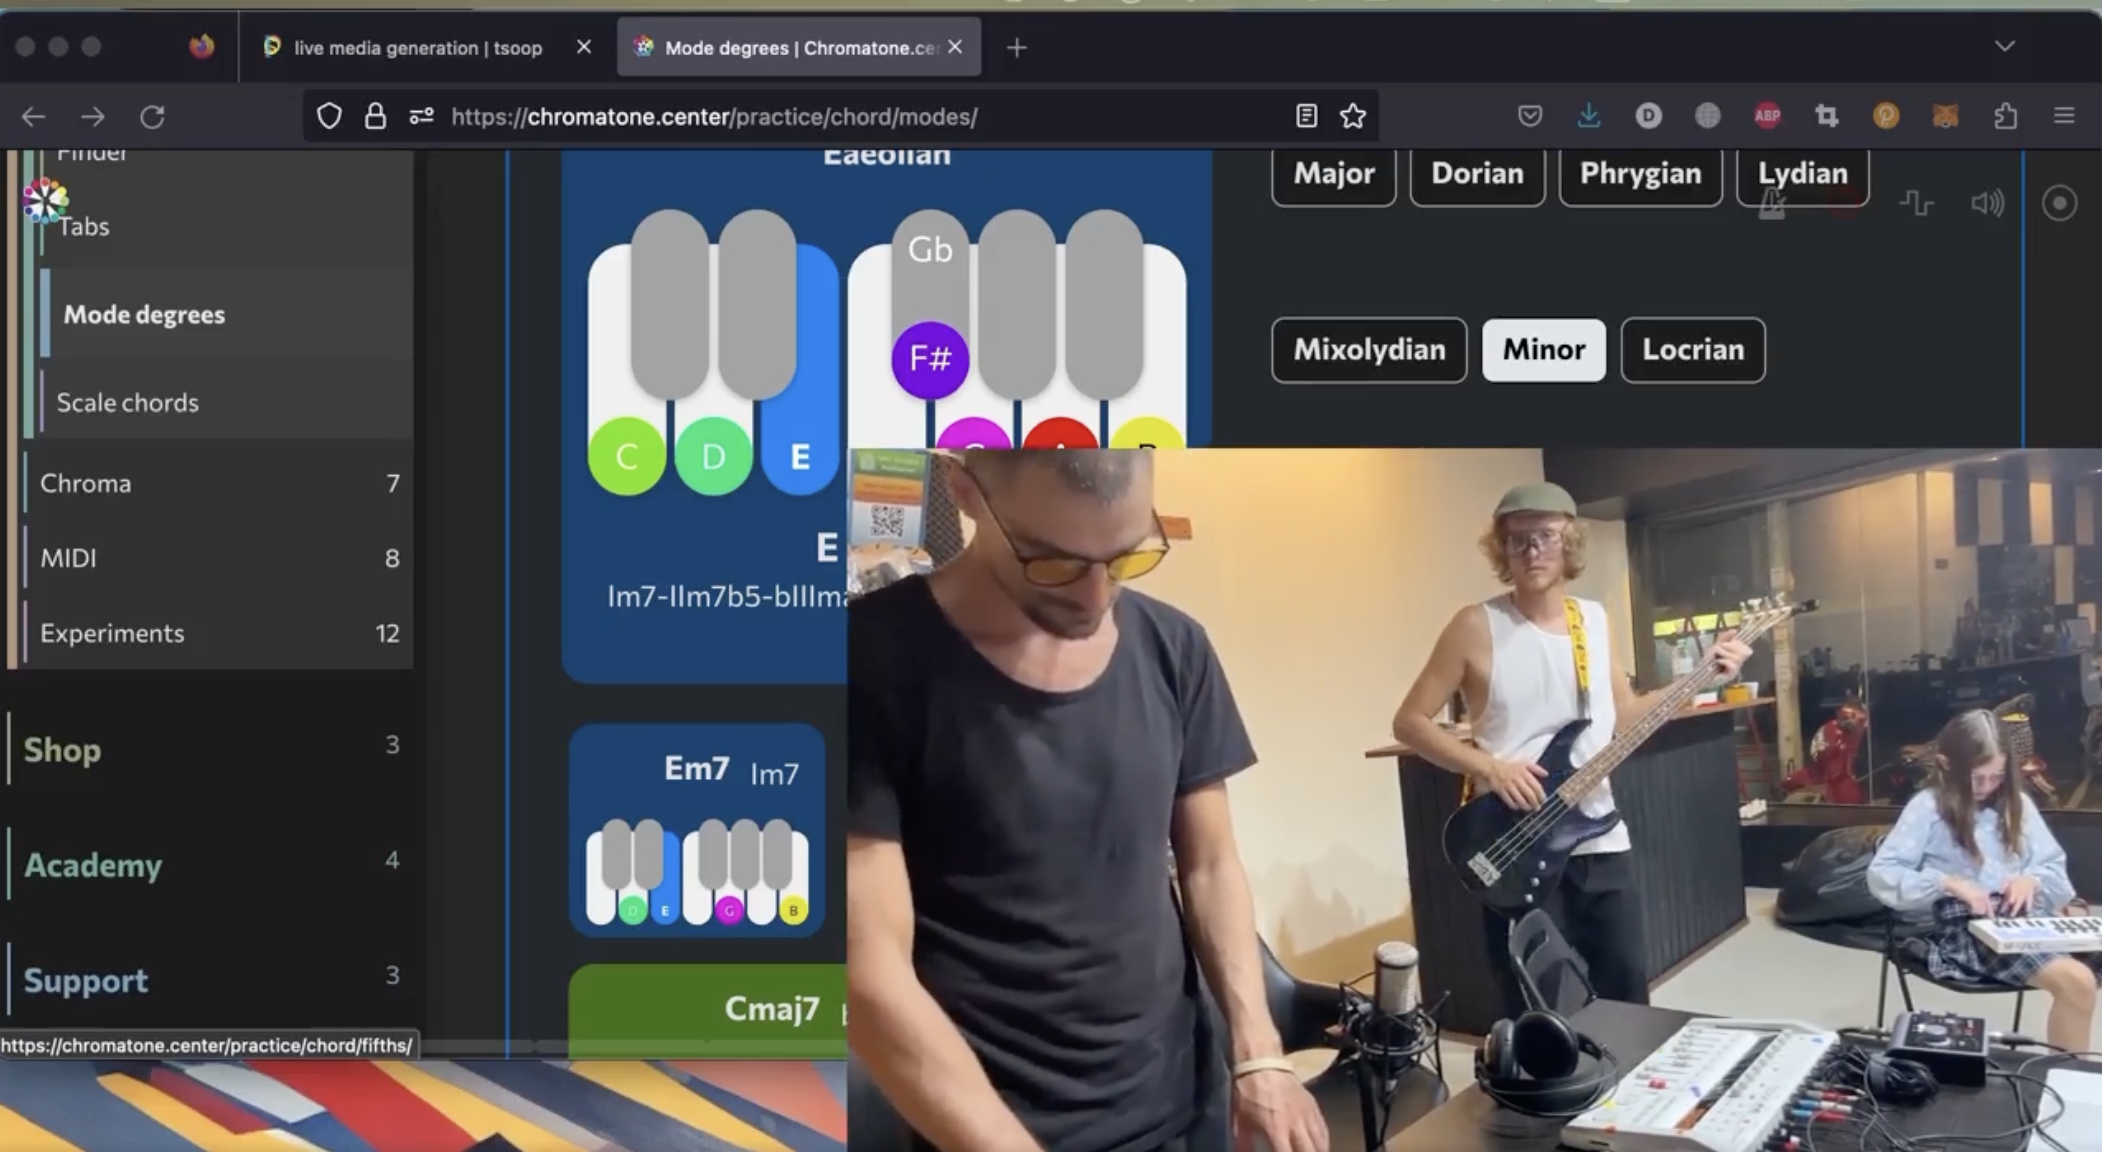 live media generation | tsoop
Mode degrees | Chromatone.ce
https://chromatone.center/practice/chord/modes/
D
ABP
Finder
Tabs
Mode degrees
Scale chords
Chroma 7
MIDI 8
Experiments 12
Shop 3
Academy 4
Support 3
https://chromatone.center/practice/chord/fifths/
Eaeolian
Gb
F#
C D E
E
Im7-IIm7b5-bIIIma
Em7 Im7
D E G B
Cmaj7
Major Dorian Phrygian Lydian
Mixolydian Minor Locrian